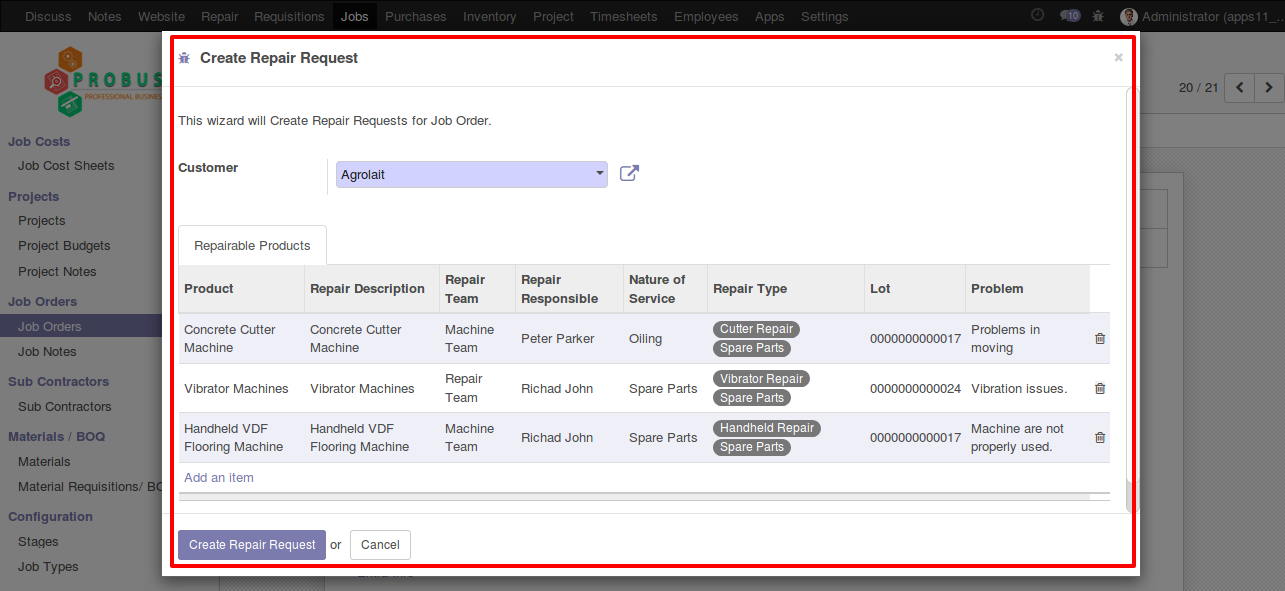 Discuss Notes Website Repair Requisitions Jobs Purchases Inventory Project Timesheets Employees Apps Settings 10 Administrator (apps11_...
PROBUS
PROFESSIONAL BUSINES
20 / 21
Job Costs
Job Cost Sheets
Projects
Projects
Project Budgets
Project Notes
Job Orders
Job Orders
Job Notes
Sub Contractors
Sub Contractors
Materials / BOQ
Materials
Material Requisitions/ BO
Configuration
Stages
Job Types
Create Repair Request ×
This wizard will Create Repair Requests for Job Order.
Customer Agrolait
Repairable Products
Product Repair Description Repair Team Repair Responsible Nature of Service Repair Type Lot Problem
Concrete Cutter Machine Concrete Cutter Machine Machine Team Peter Parker Oiling Cutter Repair Spare Parts 0000000000017 Problems in moving
Vibrator Machines Vibrator Machines Repair Team Richad John Spare Parts Vibrator Repair Spare Parts 0000000000024 Vibration issues.
Handheld VDF Flooring Machine Handheld VDF Flooring Machine Machine Team Richad John Spare Parts Handheld Repair Spare Parts 0000000000017 Machine are not properly used.
Add an item
Create Repair Request or Cancel